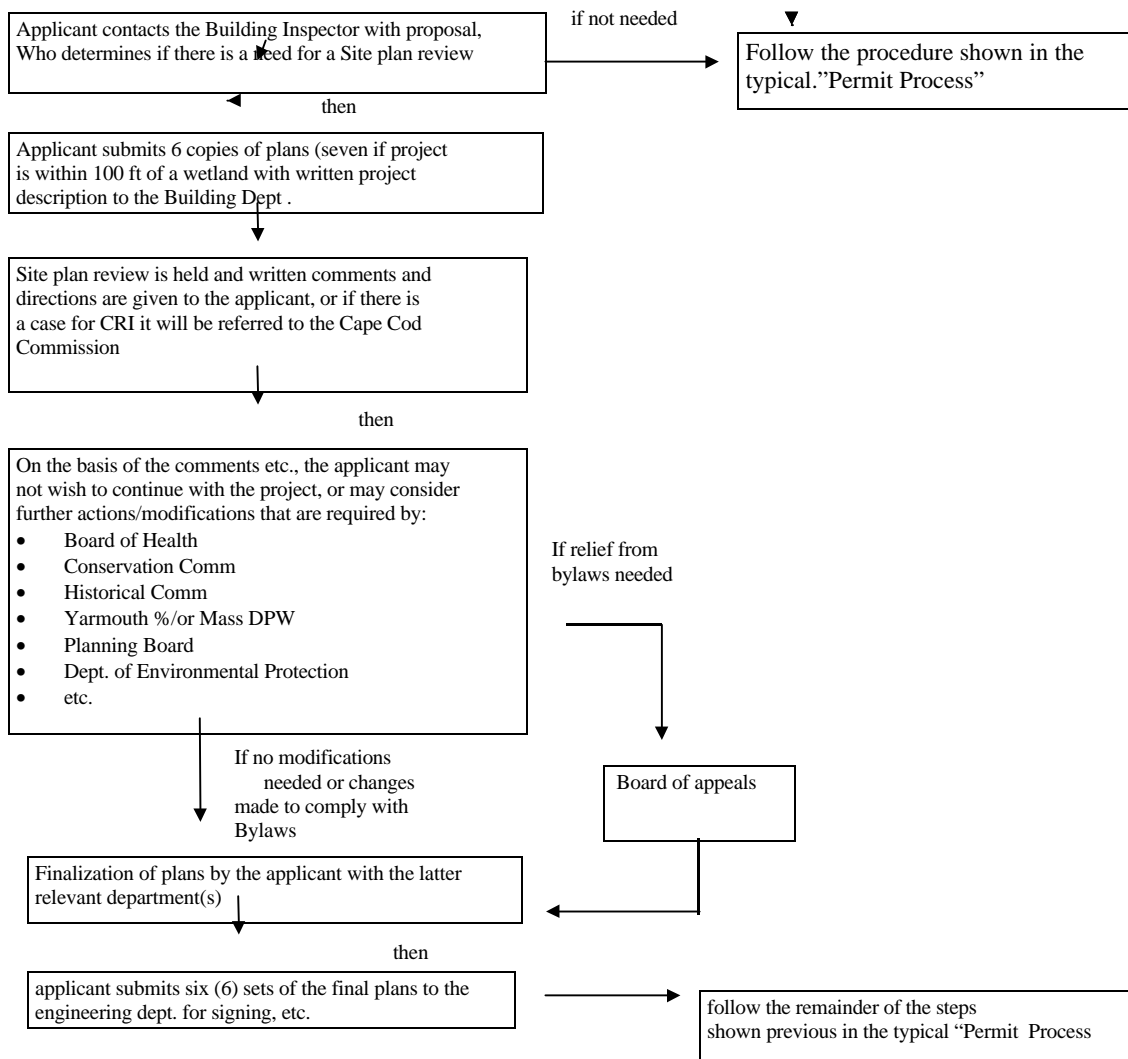 Applicant contacts the Building Inspector with proposal,
Who determines if there is a need for a Site plan review
if not needed
Follow the procedure shown in the
typical.”Permit Process”
then
Applicant submits 6 copies of plans (seven if project
is within 100 ft of a wetland with written project
description to the Building Dept .
Site plan review is held and written comments and
directions are given to the applicant, or if there is
a case for CRI it will be referred to the Cape Cod
Commission
then
On the basis of the comments etc., the applicant may
not wish to continue with the project, or may consider
further actions/modifications that are required by:
• Board of Health
• Conservation Comm
• Historical Comm
• Yarmouth %/or Mass DPW
• Planning Board
• Dept. of Environmental Protection
• etc.
If relief from
bylaws needed
If no modifications
needed or changes
made to comply with
Bylaws
Board of appeals
Finalization of plans by the applicant with the latter
relevant department(s)
then
applicant submits six (6) sets of the final plans to the
engineering dept. for signing, etc.
follow the remainder of the steps
shown previous in the typical “Permit Process